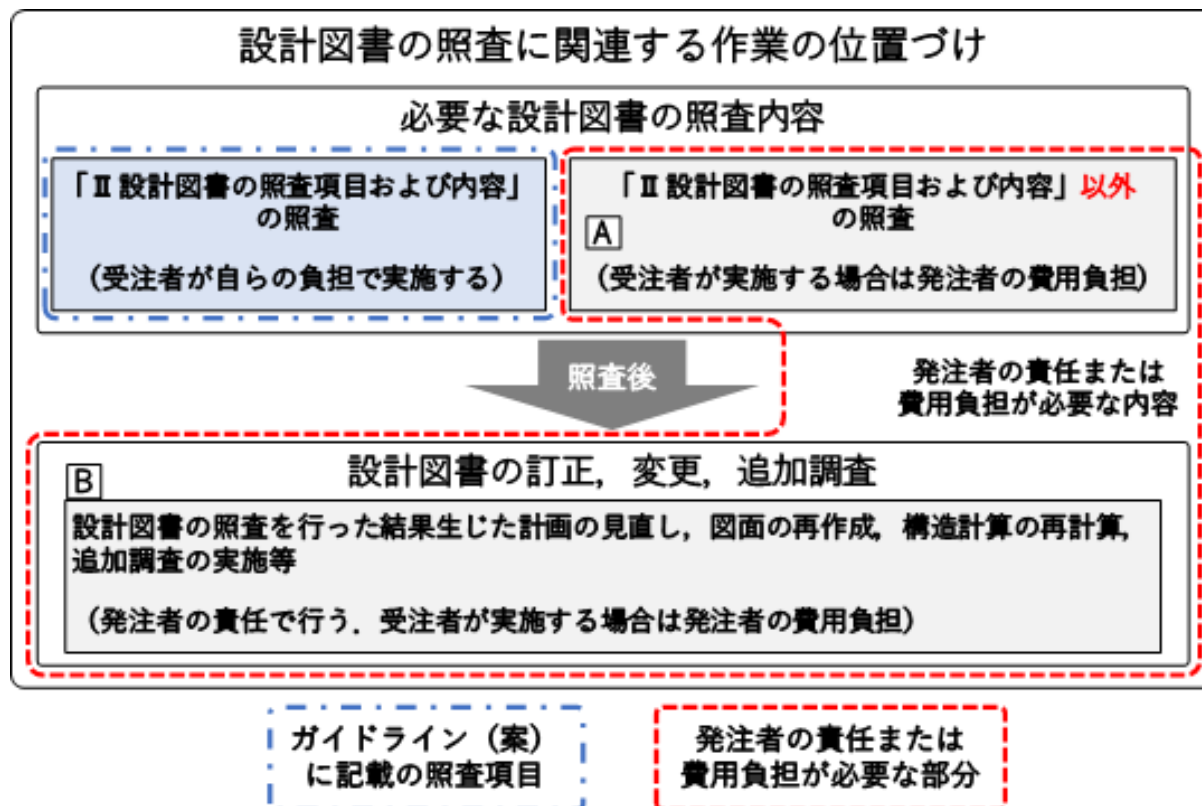 設計図書の照査に関連する作業の位置づけ
必要な設計図書の照査内容
「Ⅱ設計図書の照査項目および内容」
の照査
(受注者が自らの負担で実施する)
「Ⅱ設計図書の照査項目および内容」以外
の照査
A
(受注者が実施する場合は発注者の費用負担)
照査後
発注者の責任または
費用負担が必要な内容
B
設計図書の訂正,変更,追加調査
設計図書の照査を行った結果生じた計画の見直し,図面の再作成,構造計算の再計算,
追加調査の実施等
(発注者の責任で行う.受注者が実施する場合は発注者の費用負担)
ガイドライン(案)
に記載の照査項目
発注者の責任または
費用負担が必要な部分